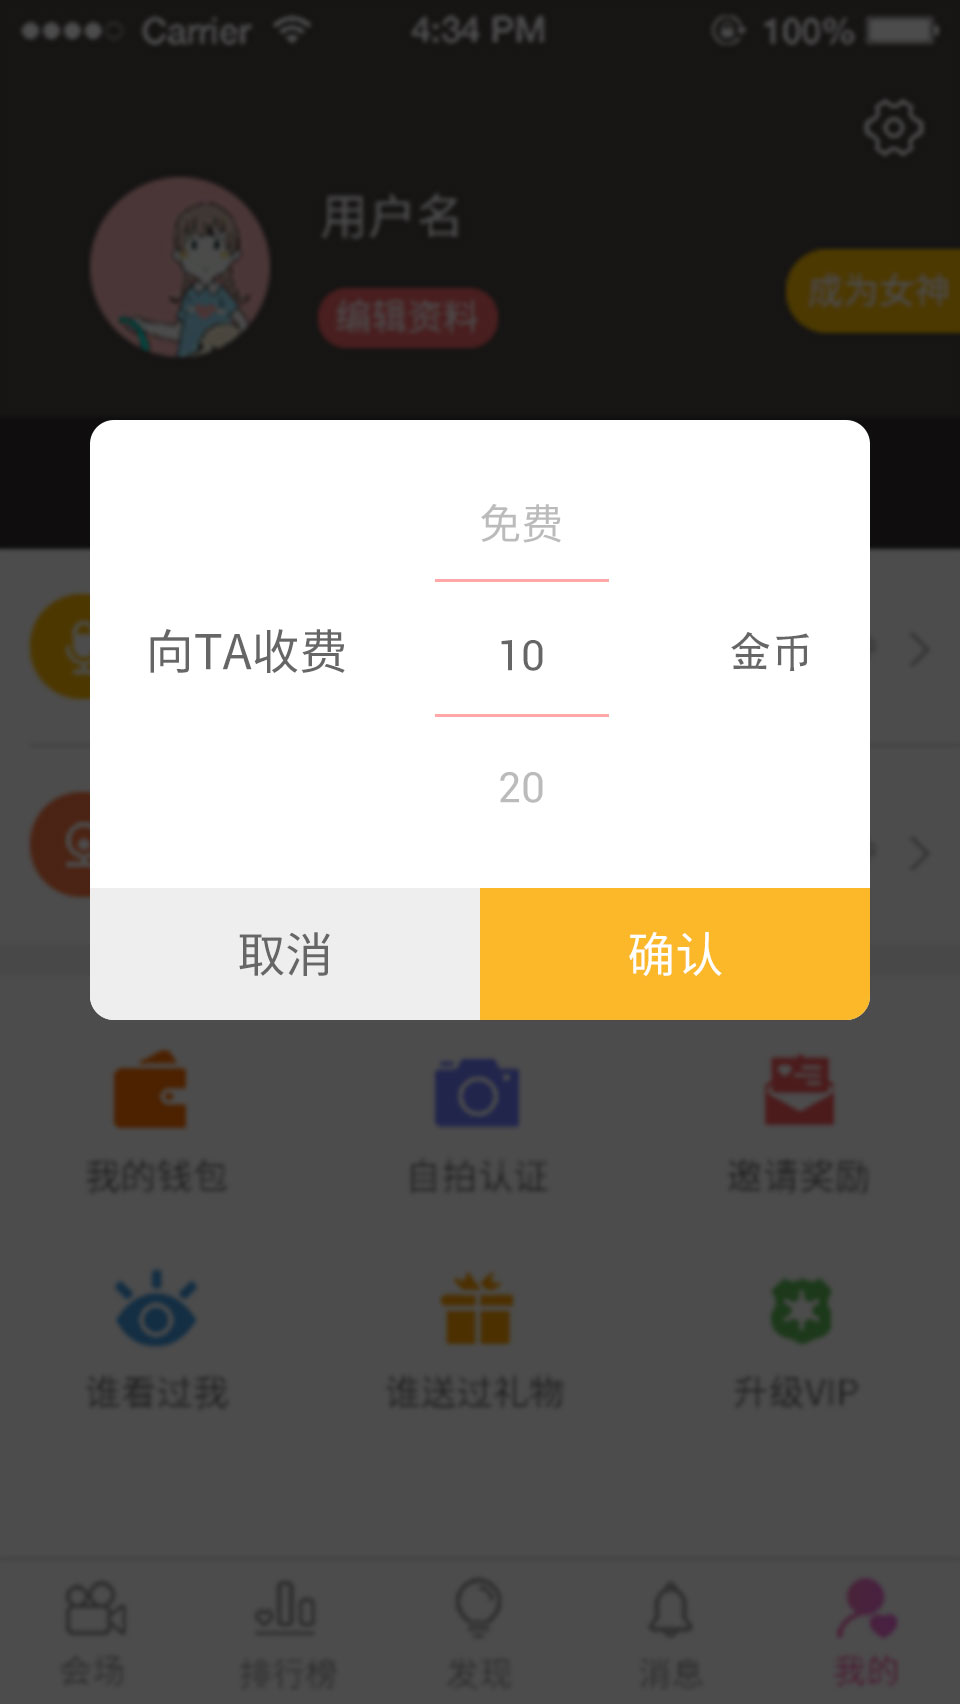 Carrier 4:34 PM 100%
用户名
编辑资料
成为女神
免费
向TA收费 10 金币
20
取消 确认
我的钱包 自拍认证 邀请奖励
谁看过我 谁送过礼物 升级VIP
会场 排行榜 发现 消息 我的